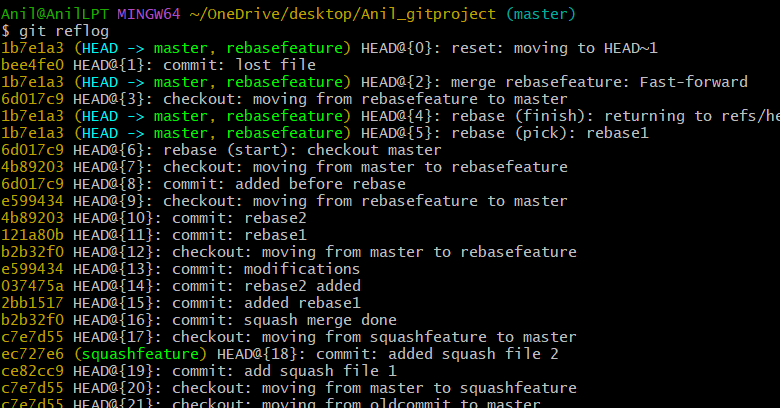 Anil@AnilLPT MINGW64 ~/OneDrive/desktop/Anil_gitproject (master)
$ git reflog
1b7e1a3 (HEAD -> master, rebasefeature) HEAD@{0}: reset: moving to HEAD~1
bee4fe0 HEAD@{1}: commit: lost file
1b7e1a3 (HEAD -> master, rebasefeature) HEAD@{2}: merge rebasefeature: Fast-forward
6d017c9 HEAD@{3}: checkout: moving from rebasefeature to master
1b7e1a3 (HEAD -> master, rebasefeature) HEAD@{4}: rebase (finish): returning to refs/he
1b7e1a3 (HEAD -> master, rebasefeature) HEAD@{5}: rebase (pick): rebase1
6d017c9 HEAD@{6}: rebase (start): checkout master
4b89203 HEAD@{7}: checkout: moving from master to rebasefeature
6d017c9 HEAD@{8}: commit: added before rebase
e599434 HEAD@{9}: checkout: moving from rebasefeature to master
4b89203 HEAD@{10}: commit: rebase2
121a80b HEAD@{11}: commit: rebase1
b2b32f0 HEAD@{12}: checkout: moving from master to rebasefeature
e599434 HEAD@{13}: commit: modifications
037475a HEAD@{14}: commit: rebase2 added
2bb1517 HEAD@{15}: commit: added rebase1
b2b32f0 HEAD@{16}: commit: squash merge done
c7e7d55 HEAD@{17}: checkout: moving from squashfeature to master
ec727e6 (squashfeature) HEAD@{18}: commit: added squash file 2
ce82cc9 HEAD@{19}: commit: add squash file 1
c7e7d55 HEAD@{20}: checkout: moving from master to squashfeature
c7e7d55 HEAD@{21}: checkout: moving from oldcommit to master